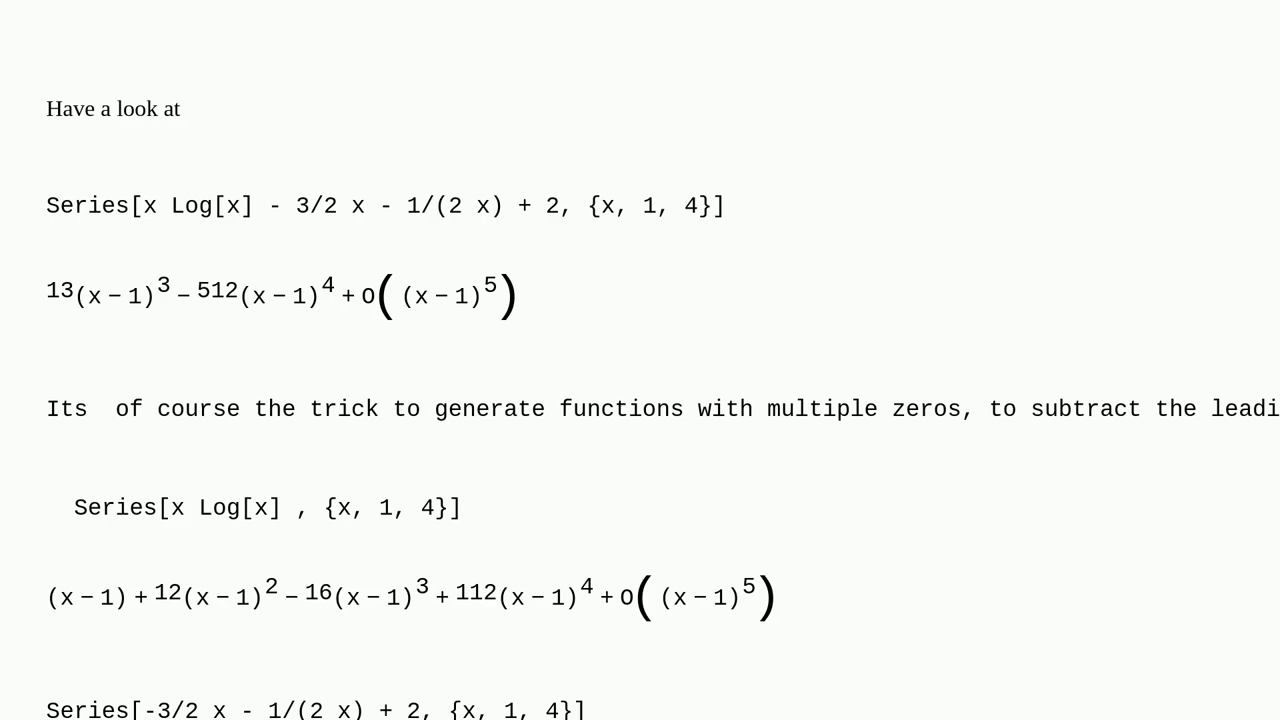 Have a look at
Series[x Log[x] - 3/2 x - 1/(2 x) + 2, {x, 1, 4}]
13(x − 1)^3 − 512(x − 1)^4 + O((x − 1)^5)
Its  of course the trick to generate functions with multiple zeros, to subtract the leadi
Series[x Log[x] , {x, 1, 4}]
(x − 1) + 12(x − 1)^2 − 16(x − 1)^3 + 112(x − 1)^4 + O((x − 1)^5)
Series[-3/2 x - 1/(2 x) + 2, {x, 1, 4}]